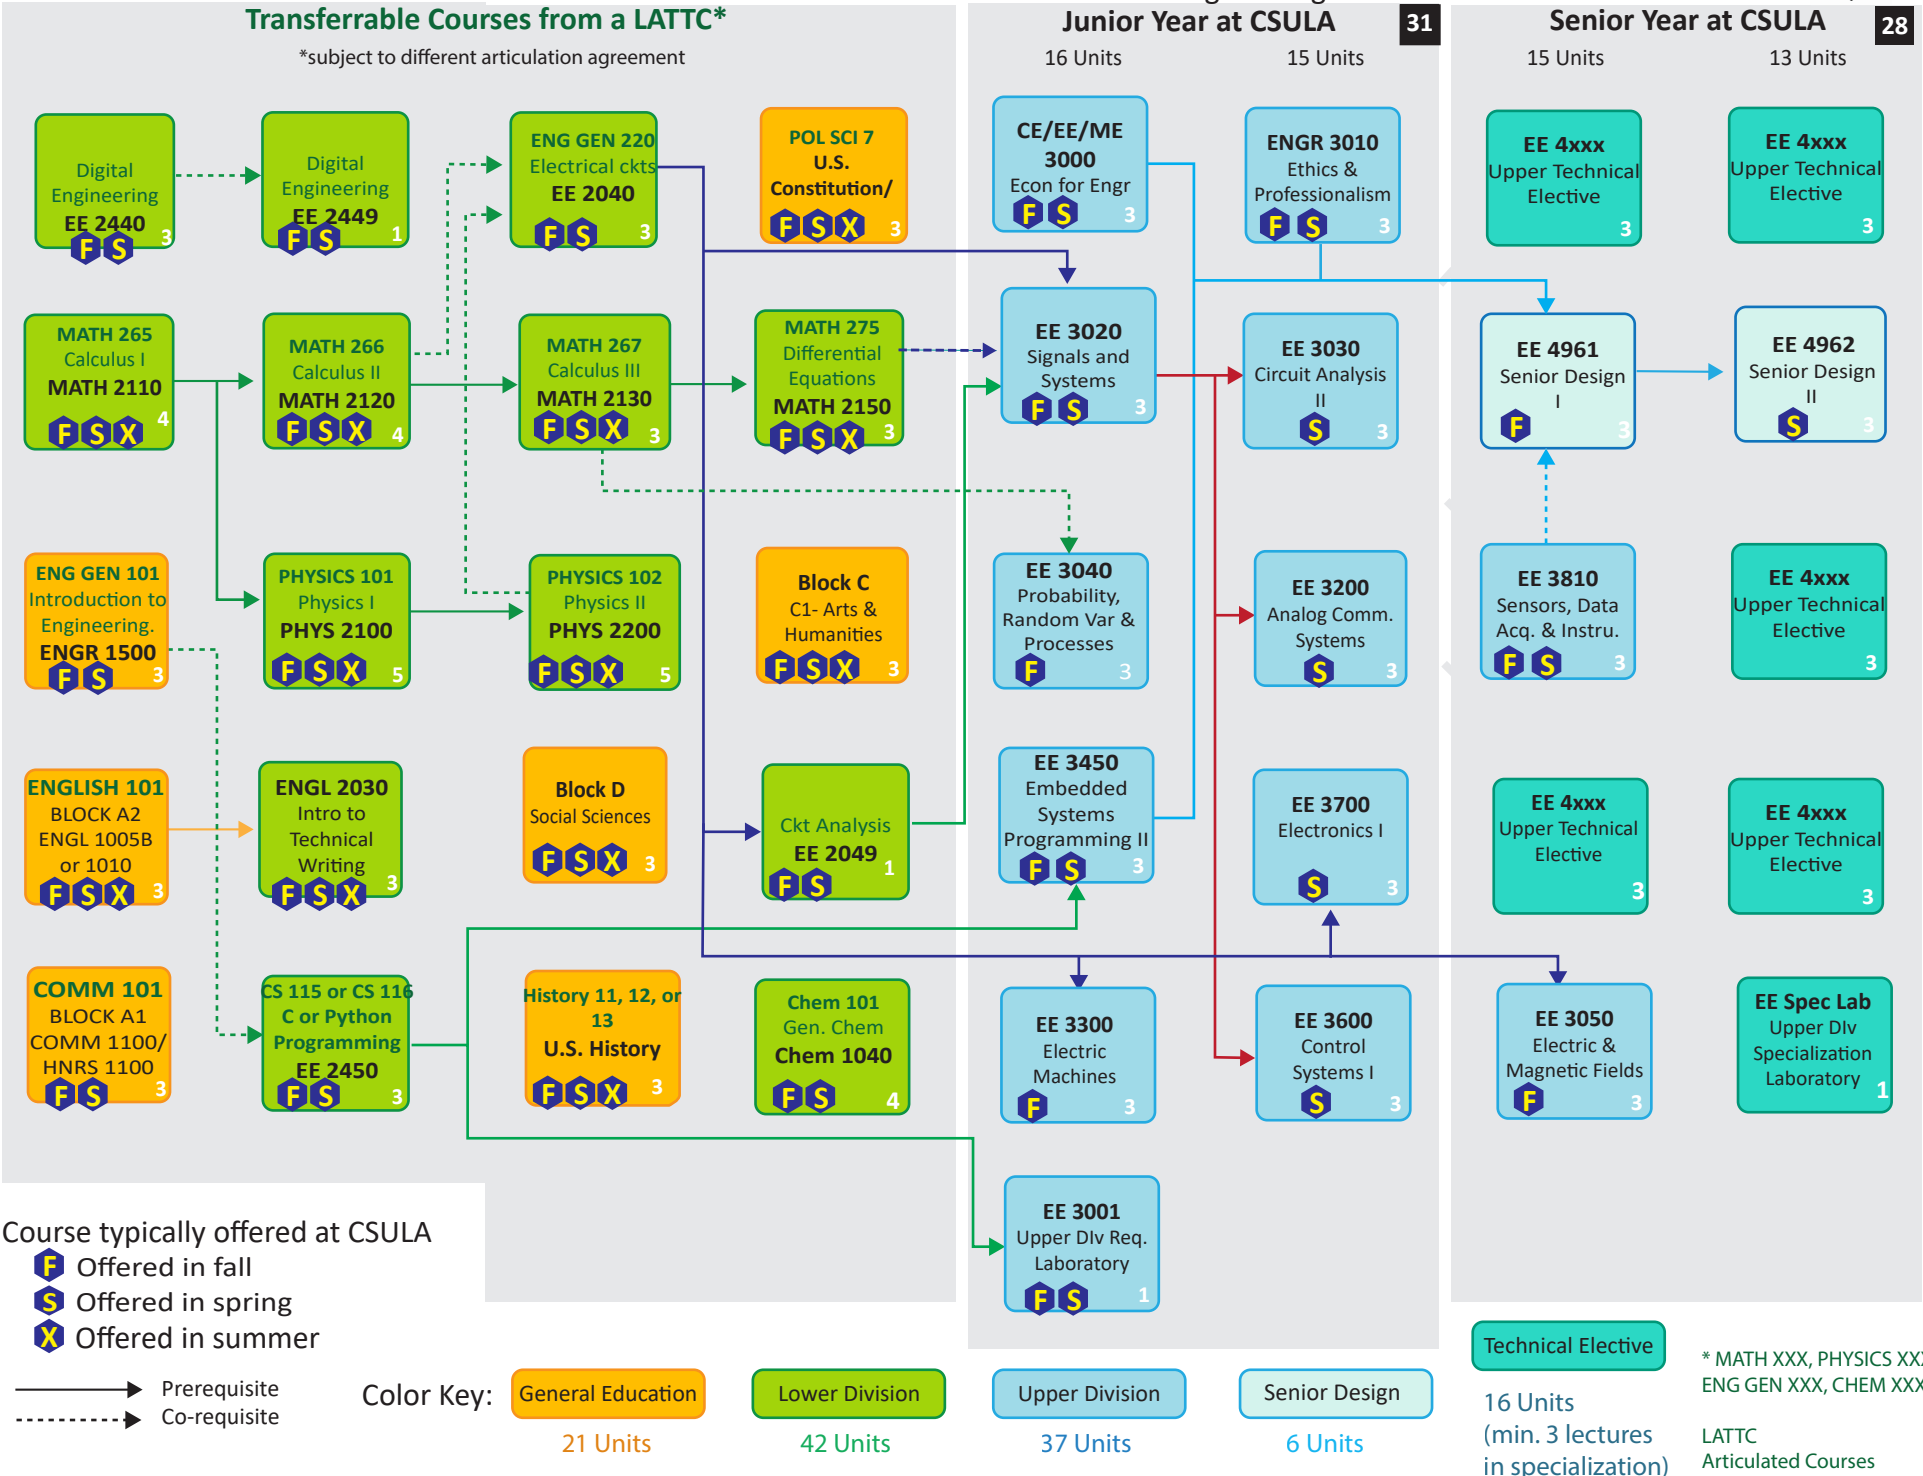 Transferrable Courses from a LATTC*
*subject to different articulation agreement
Junior Year at CSULA
31
16 Units
15 Units
Senior Year at CSULA
28
15 Units
13 Units
Digital
Engineering
EE 2440
F S
3
Digital
Engineering
EE 2449
F S
1
ENG GEN 220
Electrical ckts
EE 2040
F S
3
POL SCI 7
U.S.
Constitution/
F S X
3
CE/EE/ME
3000
Econ for Engr
F S
3
ENGR 3010
Ethics &
Professionalism
F S
3
EE 4xxx
Upper Technical
Elective
3
EE 4xxx
Upper Technical
Elective
3
MATH 265
Calculus I
MATH 2110
F S X
4
MATH 266
Calculus II
MATH 2120
F S X
4
MATH 267
Calculus III
MATH 2130
F S X
3
MATH 275
Differential
Equations
MATH 2150
F S X
3
EE 3020
Signals and
Systems
F S
3
EE 3030
Circuit Analysis
II
S
3
EE 4961
Senior Design
I
F
3
EE 4962
Senior Design
II
S
3
ENG GEN 101
Introduction to
Engineering.
ENGR 1500
F S
3
PHYSICS 101
Physics I
PHYS 2100
F S X
5
PHYSICS 102
Physics II
PHYS 2200
F S X
5
Block C
C1- Arts &
Humanities
F S X
3
EE 3040
Probability,
Random Var &
Processes
F
3
EE 3200
Analog Comm.
Systems
S
3
EE 3810
Sensors, Data
Acq. & Instru.
F S
3
EE 4xxx
Upper Technical
Elective
3
ENGLISH 101
BLOCK A2
ENGL 1005B
or 1010
F S X
3
ENGL 2030
Intro to
Technical
Writing
F S X
3
Block D
Social Sciences
F S X
3
Ckt Analysis
EE 2049
F S
1
EE 3450
Embedded
Systems
Programming II
F S
3
EE 3700
Electronics I
S
3
EE 4xxx
Upper Technical
Elective
3
EE 4xxx
Upper Technical
Elective
3
COMM 101
BLOCK A1
COMM 1100/
HNRS 1100
F S
3
CS 115 or CS 116
C or Python
Programming
EE 2450
F S
3
History 11, 12, or
13
U.S. History
F S X
3
Chem 101
Gen. Chem
Chem 1040
F S
4
EE 3300
Electric
Machines
F
3
EE 3600
Control
Systems I
S
3
EE 3050
Electric &
Magnetic Fields
F
3
EE Spec Lab
Upper DIv
Specialization
Laboratory
1
EE 3001
Upper DIv Req.
Laboratory
F S
1
Course typically offered at CSULA
F Offered in fall
S Offered in spring
X Offered in summer
Prerequisite
Co-requisite
Color Key:
General Education
21 Units
Lower Division
42 Units
Upper Division
37 Units
Senior Design
6 Units
Technical Elective
16 Units
(min. 3 lectures
in specialization)
* MATH XXX, PHYSICS XXX
ENG GEN XXX, CHEM XXX
LATTC
Articulated Courses